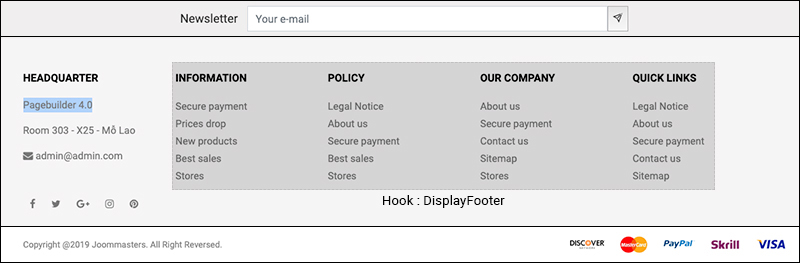 Newsletter Your e-mail
HEADQUARTER
Pagebuilder 4.0
Room 303 - X25 - Mỗ Lao
admin@admin.com
INFORMATION
Secure payment
Prices drop
New products
Best sales
Stores
POLICY
Legal Notice
About us
Secure payment
Best sales
Stores
OUR COMPANY
About us
Secure payment
Contact us
Sitemap
Stores
QUICK LINKS
Legal Notice
About us
Secure payment
Contact us
Sitemap
Hook : DisplayFooter
Copyright @2019 Joommasters. All Right Reversed.
DISCOVER MasterCard PayPal Skrill VISA